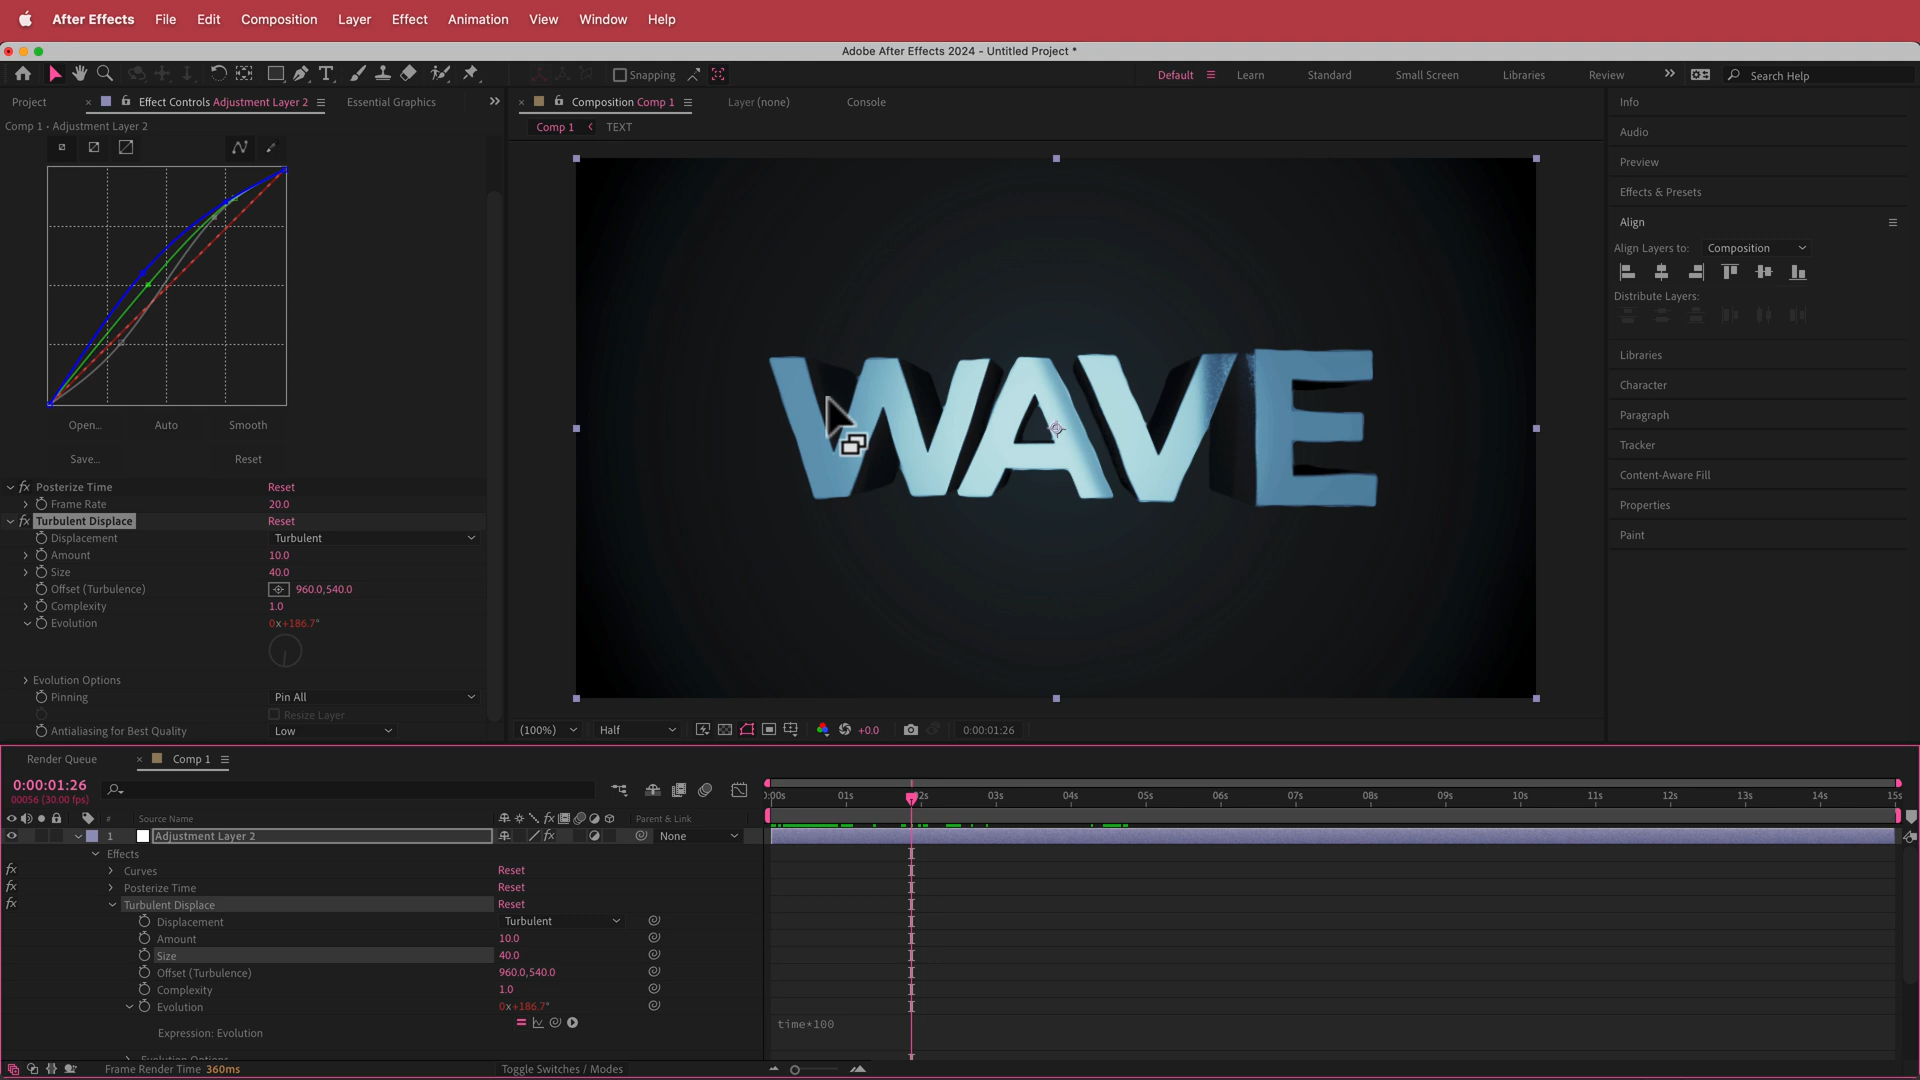 After Effects File Edit Composition Layer Effect Animation View Window Help
Adobe After Effects 2024 - Untitled Project *
Snapping
Default Learn Standard Small Screen Libraries Review Search Help
Project Effect Controls Adjustment Layer 2 Essential Graphics
Comp 1 • Adjustment Layer 2
Open... Auto Smooth
Save... Reset
fx Posterize Time Reset
Frame Rate 20.0
fx Turbulent Displace Reset
Displacement Turbulent
Amount 10.0
Size 40.0
Offset (Turbulence) 960.0,540.0
Complexity 1.0
Evolution 0x+186.7°
Evolution Options
Pinning Pin All
Resize Layer
Antialiasing for Best Quality Low
Composition Comp 1 Layer (none) Console
Comp 1 TEXT
WAVE
(100%) Half +0.0 0:00:01:26
Info
Audio
Preview
Effects & Presets
Align
Align Layers to: Composition
Distribute Layers:
Libraries
Character
Paragraph
Tracker
Content-Aware Fill
Properties
Paint
Render Queue Comp 1
0:00:01:26
00056 (30.00 fps)
# Source Name fx Parent & Link
1 Adjustment Layer 2 fx None
Effects
fx Curves Reset
fx Posterize Time Reset
fx Turbulent Displace Reset
Displacement Turbulent
Amount 10.0
Size 40.0
Offset (Turbulence) 960.0,540.0
Complexity 1.0
Evolution 0x+186.7°
Expression: Evolution
Evolution Options
Frame Render Time 360ms Toggle Switches / Modes
:00s 01s 02s 03s 04s 05s 06s 07s 08s 09s 10s 11s 12s 13s 14s 15s
time*100